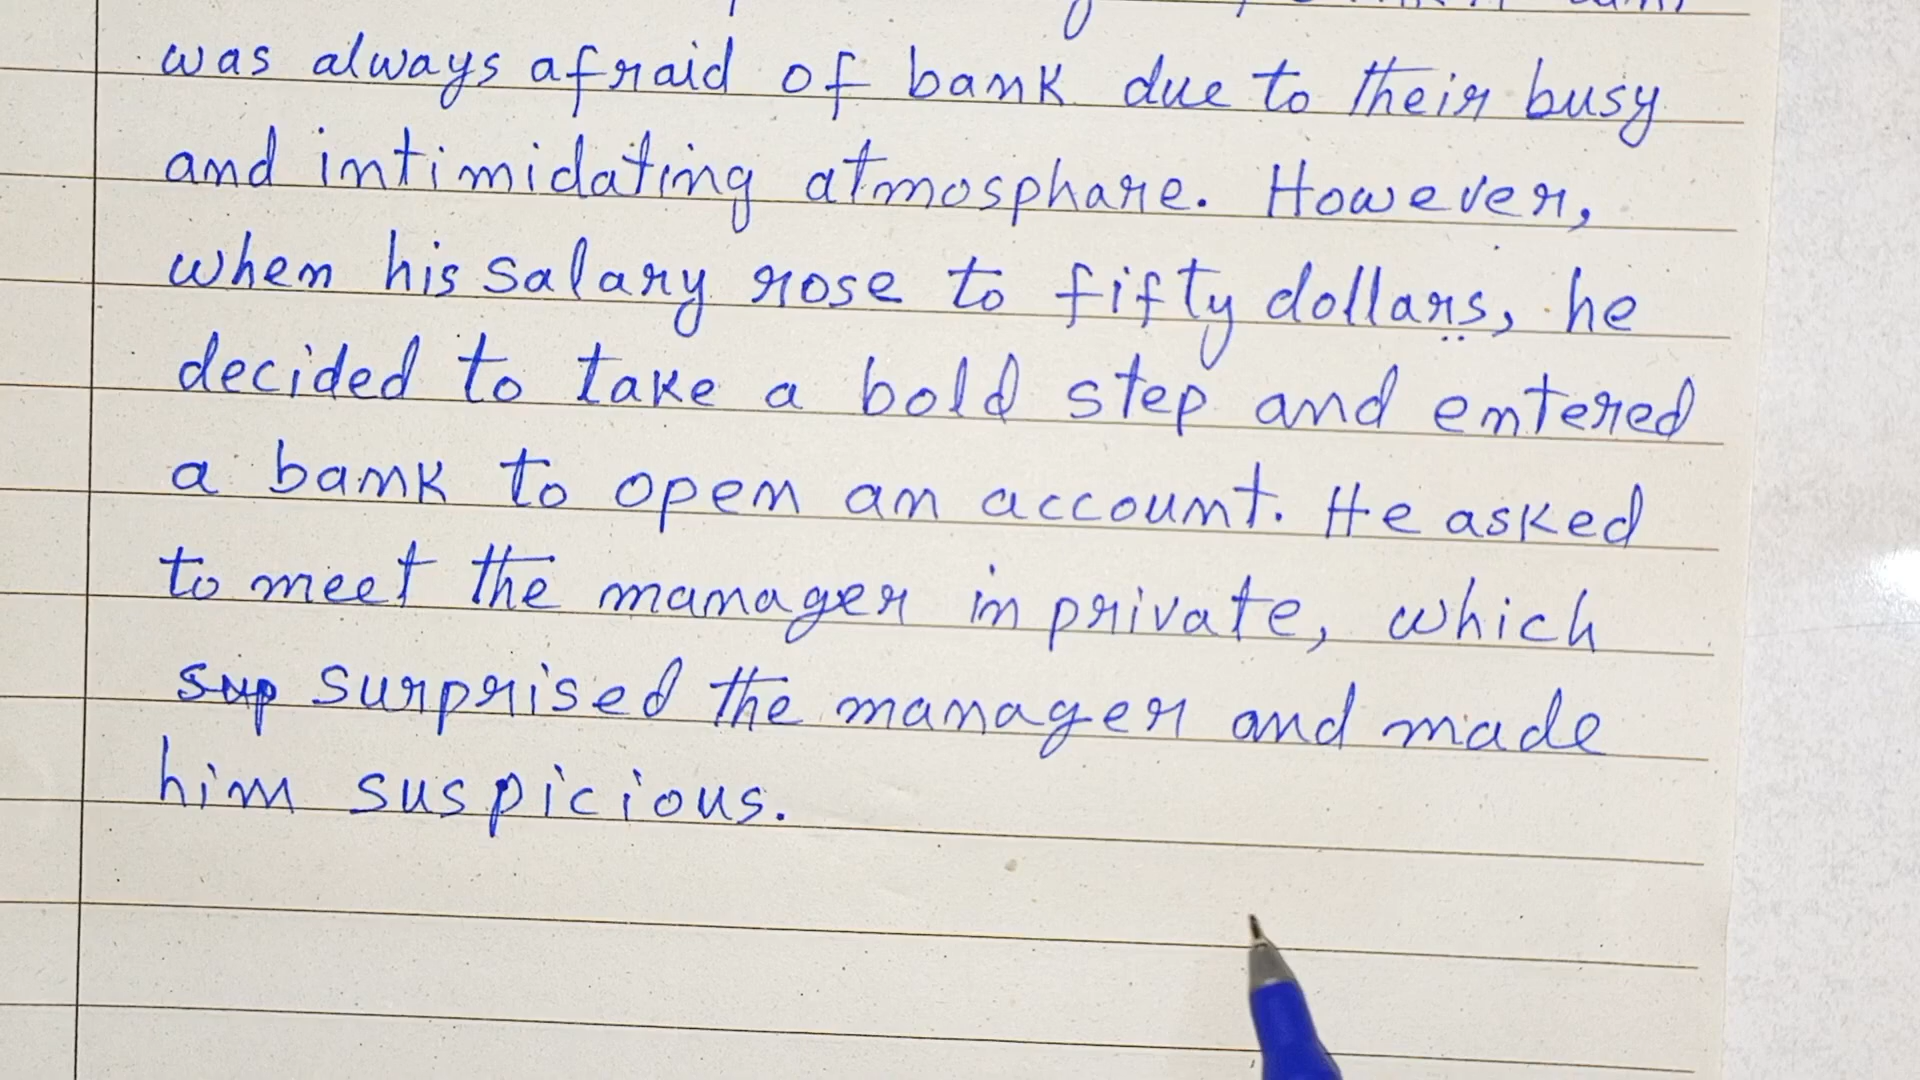 was always afraid of bank due to their busy
and intimidating atmosphare. However,
when his salary rose to fifty dollars, he
decided to take a bold step and entered
a bank to open an account. He asked
to meet the manager in private, which
sup surprised the manager and made
him suspicious.